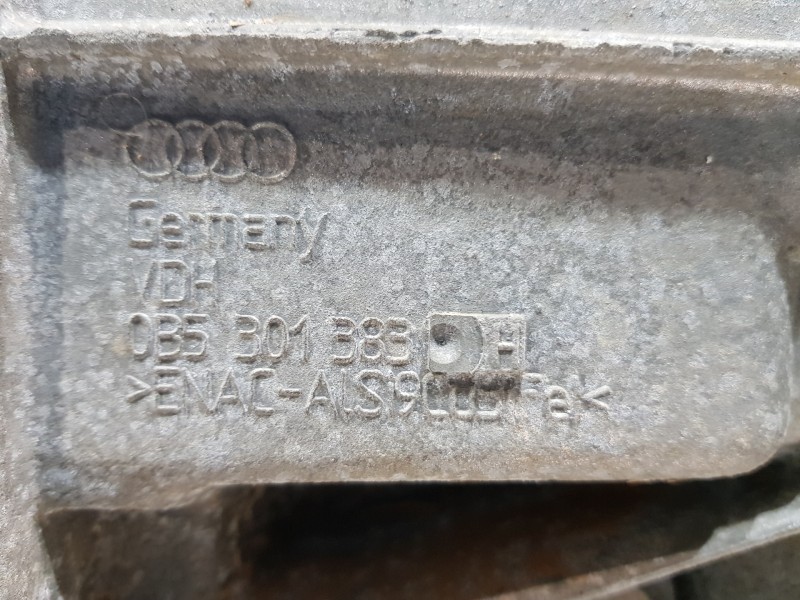 Germany
VDH
0B5 301 383 H
>ENAC-AlSi9Cu3(Fe)<